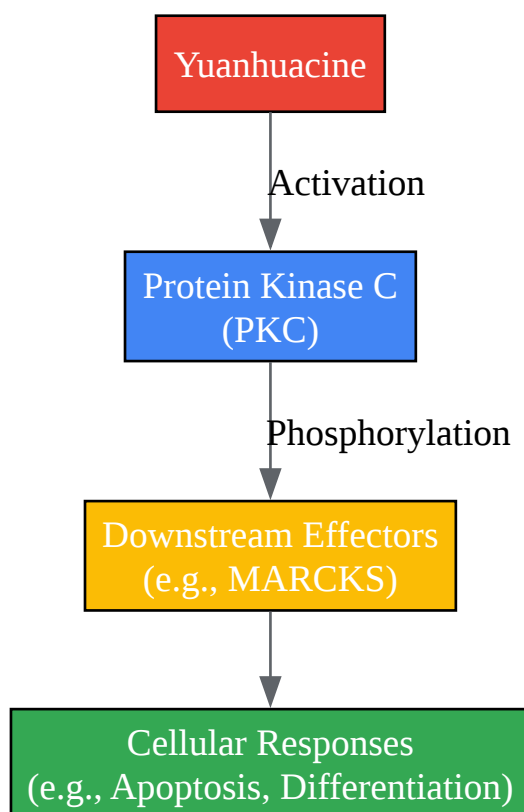 Yuanhuacine
Activation
Protein Kinase C
(PKC)
Phosphorylation
Downstream Effectors
(e.g., MARCKS)
Cellular Responses
(e.g., Apoptosis, Differentiation)